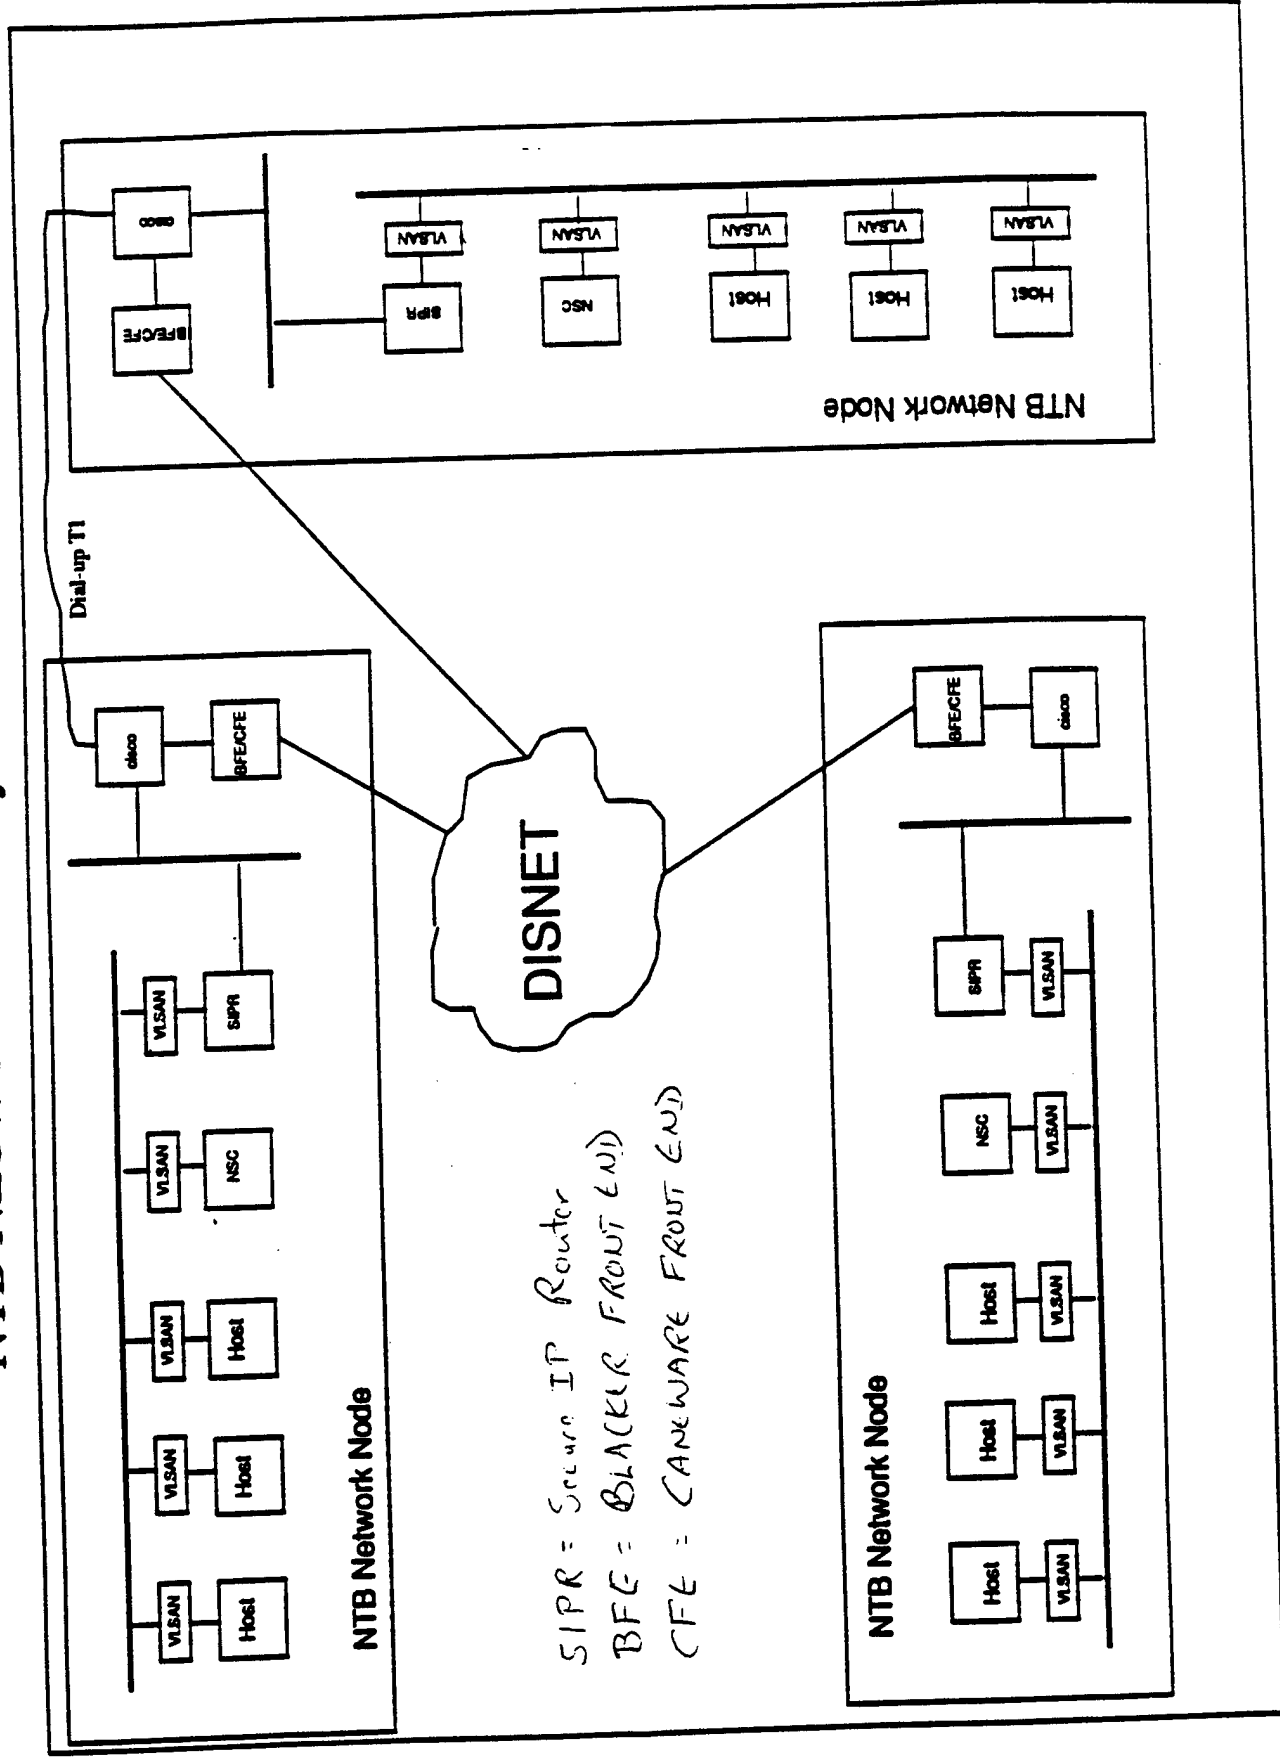 Dial-up T1
cisco
BFE/CFE
VLSAN
VLSAN
VLSAN
VLSAN
VLSAN
SIPR
NSC
Host
Host
Host
NTB Network Node
DISNET
cisco
BFE/CFE
SIPR
NSC
Host
Host
Host
VLSAN
VLSAN
VLSAN
VLSAN
VLSAN
NTB Network Node
SIPR = Secure IP Router
BFE = BLACKER FRONT END
CFE = CANEWARE FRONT END
NTB Network Node
BFE/CFE
cisco
SIPR
NSC
Host
Host
Host
VLSAN
VLSAN
VLSAN
VLSAN
VLSAN